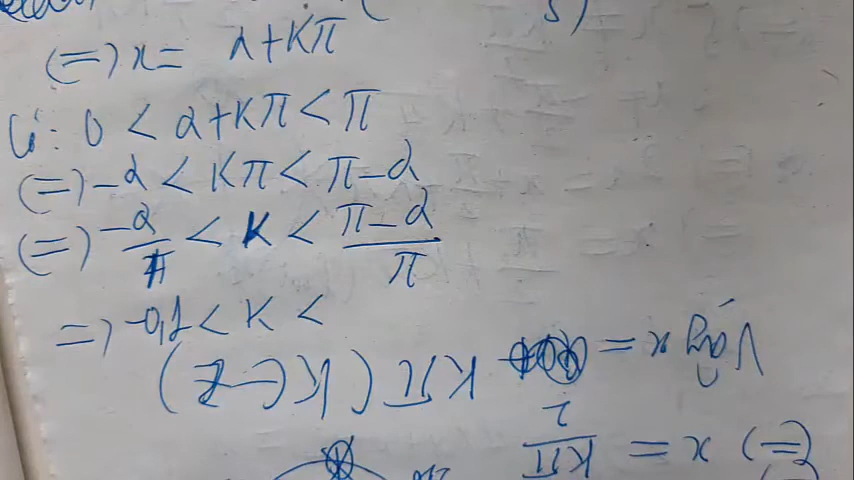 (=) x = α + kπ
Vì: 0 < α + kπ < π
(=) -α < kπ < π - α
(=) -α/π < k < (π - α)/π
=) -0,1 < k <
Vậy x = kπ (k ∈ Z)
(=) x = kπ/2